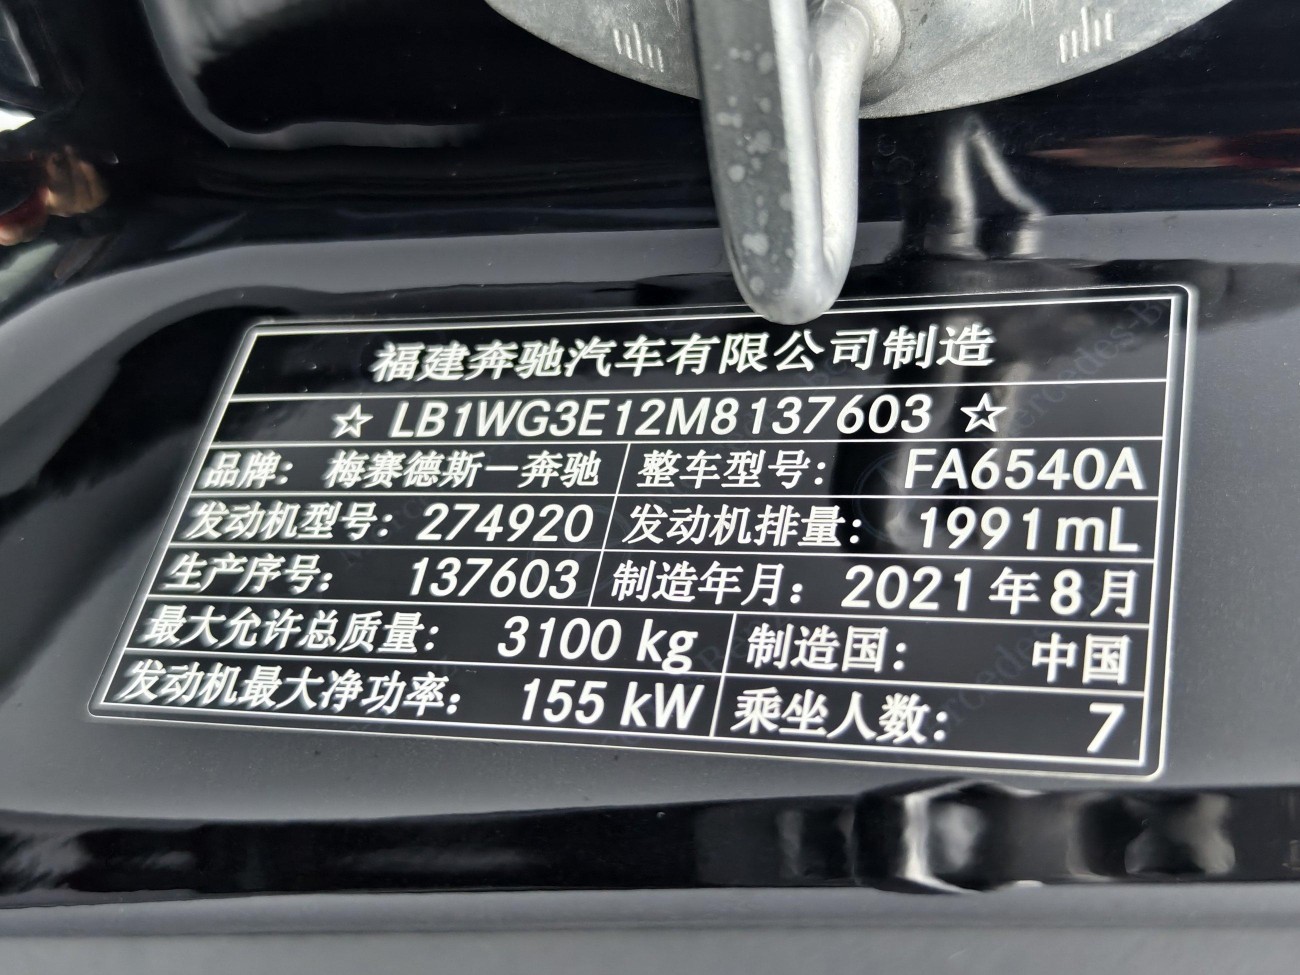 福建奔驰汽车有限公司制造
☆ LB1WG3E12M8137603 ☆
品牌： 梅赛德斯－奔驰 整车型号： FA6540A
发动机型号： 274920 发动机排量： 1991mL
生产序号： 137603 制造年月： 2021年8月
最大允许总质量： 3100 kg 制造国： 中国
发动机最大净功率： 155 kW 乘坐人数： 7